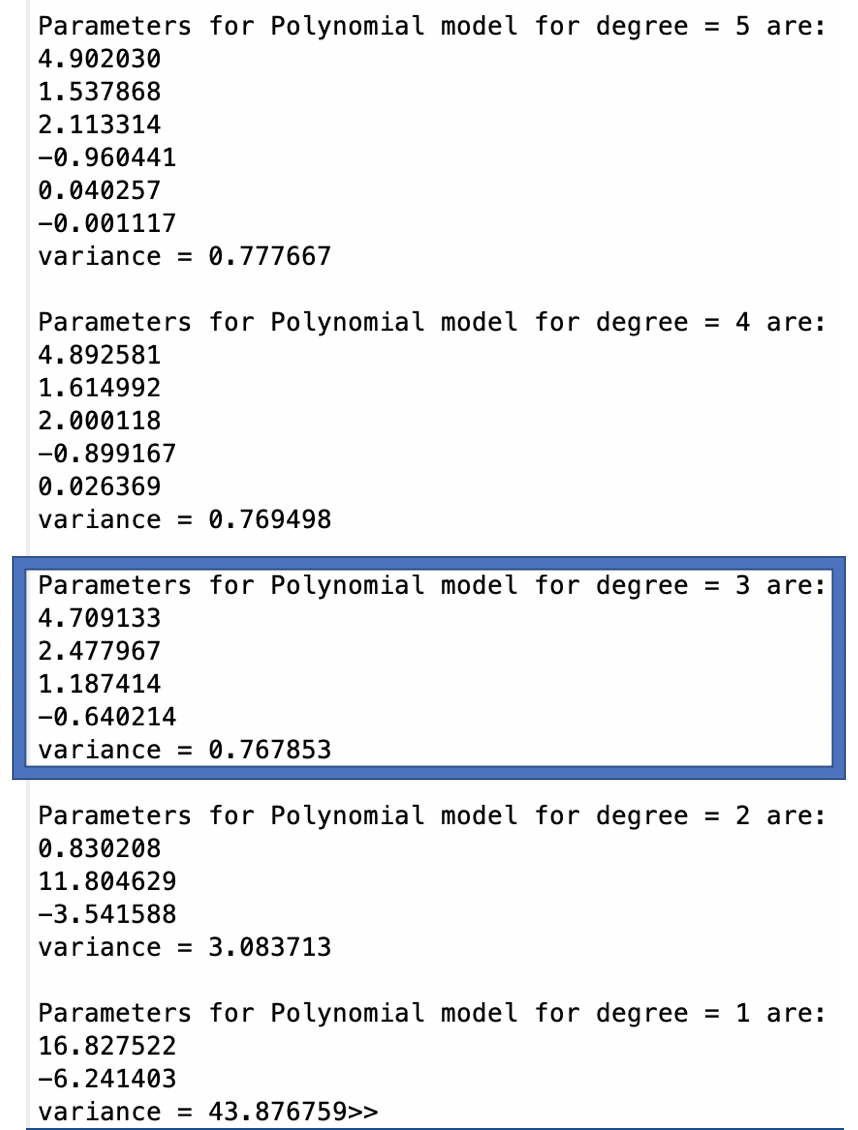 Parameters for Polynomial model for degree = 5 are:
4.902030
1.537868
2.113314
−0.960441
0.040257
−0.001117
variance = 0.777667
Parameters for Polynomial model for degree = 4 are:
4.892581
1.614992
2.000118
−0.899167
0.026369
variance = 0.769498
Parameters for Polynomial model for degree = 3 are:
4.709133
2.477967
1.187414
−0.640214
variance = 0.767853
Parameters for Polynomial model for degree = 2 are:
0.830208
11.804629
−3.541588
variance = 3.083713
Parameters for Polynomial model for degree = 1 are:
16.827522
−6.241403
variance = 43.876759>>